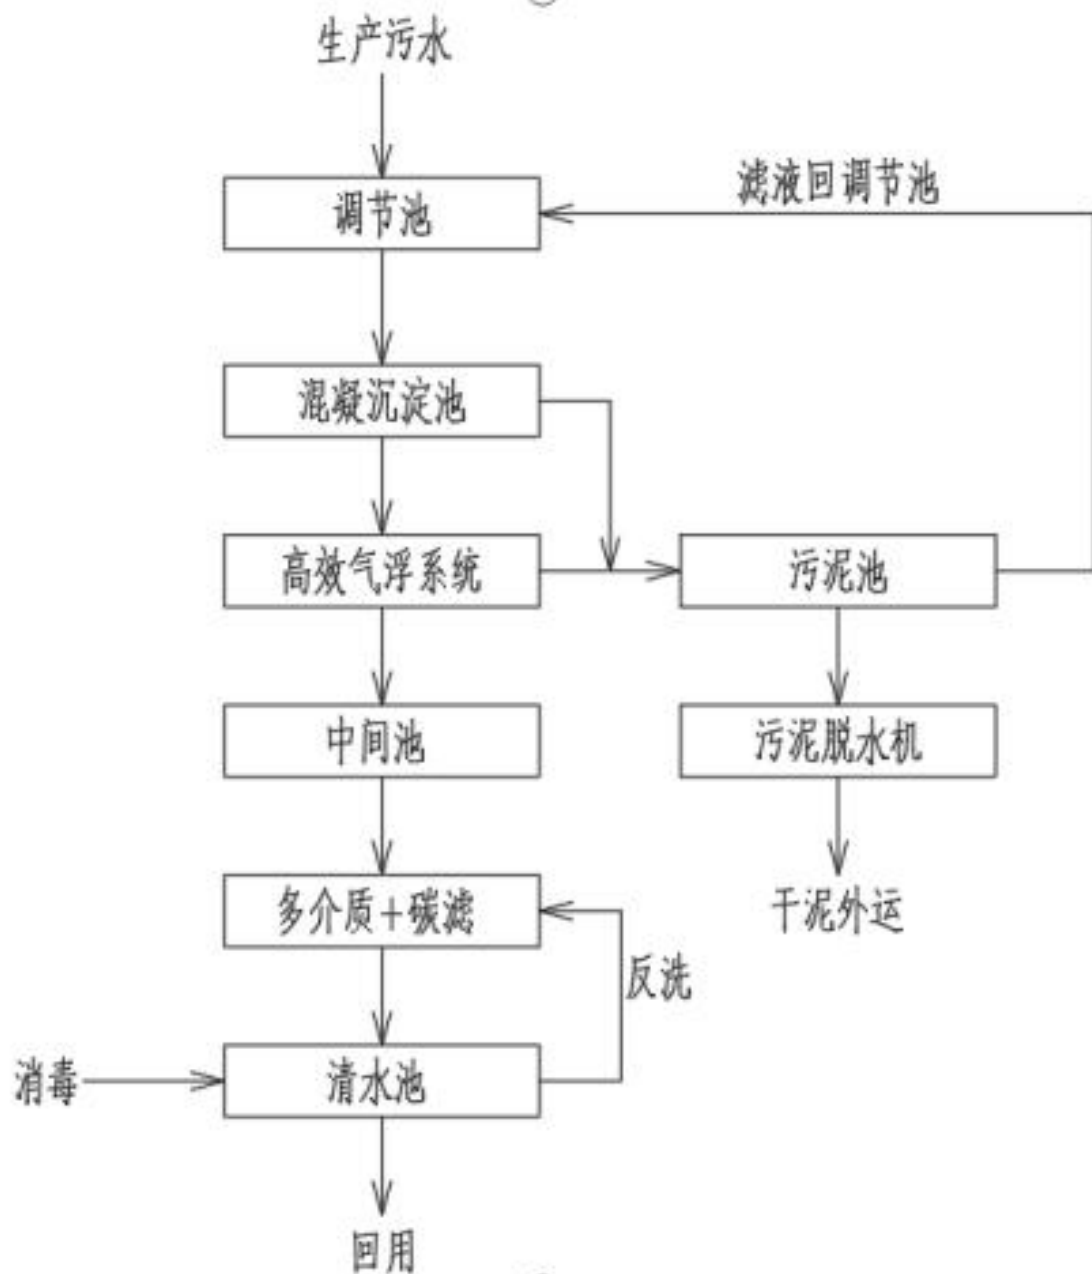 生产污水
滤液回调节池
调节池
混凝沉淀池
高效气浮系统
污泥池
中间池
污泥脱水机
多介质+碳滤
干泥外运
反洗
消毒
清水池
回用